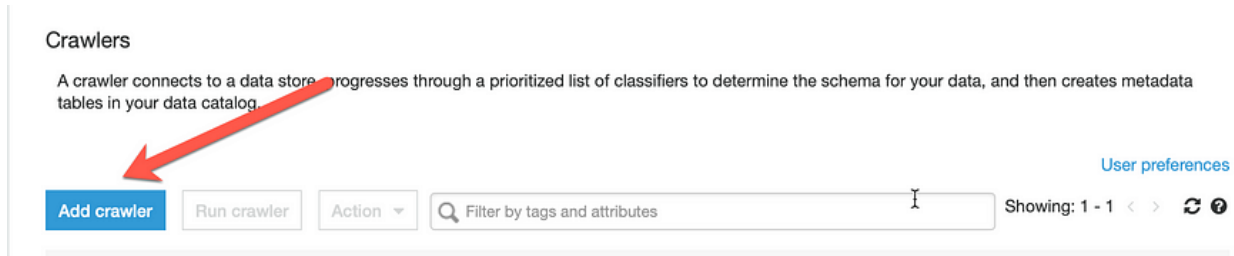 Crawlers
A crawler connects to a data store, progresses through a prioritized list of classifiers to determine the schema for your data, and then creates metadata
tables in your data catalog.
User preferences
Add crawler Run crawler Action Filter by tags and attributes Showing: 1 - 1